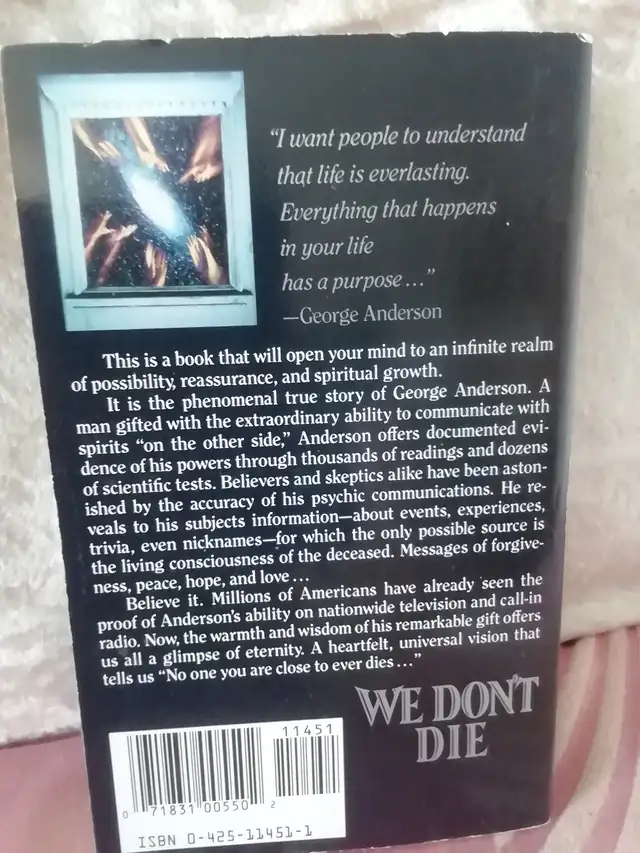 "I want people to understand
that life is everlasting.
Everything that happens
in your life
has a purpose..."
—George Anderson
This is a book that will open your mind to an infinite realm
of possibility, reassurance, and spiritual growth.
It is the phenomenal true story of George Anderson. A
man gifted with the extraordinary ability to communicate with
spirits "on the other side," Anderson offers documented evi-
dence of his powers through thousands of readings and dozens
of scientific tests. Believers and skeptics alike have been aston-
ished by the accuracy of his psychic communications. He re-
veals to his subjects information—about events, experiences,
trivia, even nicknames—for which the only possible source is
the living consciousness of the deceased. Messages of forgive-
ness, peace, hope, and love...
Believe it. Millions of Americans have already seen the
proof of Anderson's ability on nationwide television and call-in
radio. Now, the warmth and wisdom of his remarkable gift offers
us all a glimpse of eternity. A heartfelt, universal vision that
tells us "No one you are close to ever dies..."
WE DON'T
DIE
11451
0 71831 00550 2
ISBN 0-425-11451-1